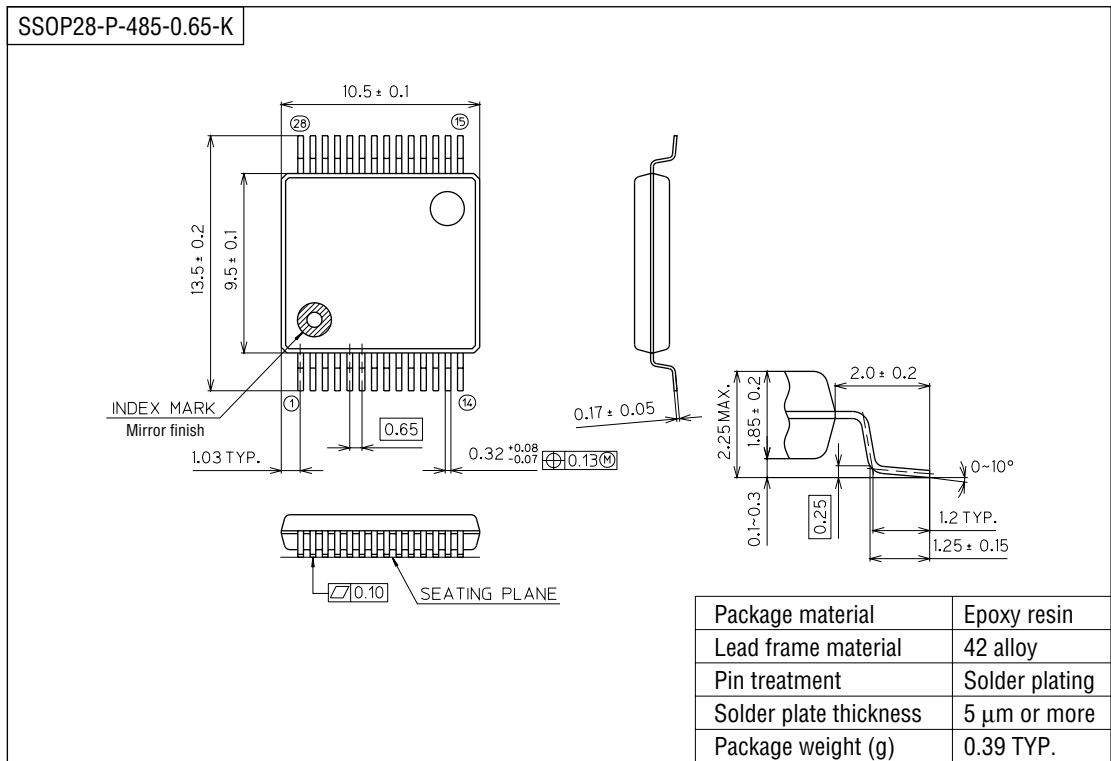 SSOP28-P-485-0.65-K
10.5 ± 0.1
28
15
13.5 ± 0.2
9.5 ± 0.1
INDEX MARK
Mirror finish
1
14
0.65
1.03 TYP.
0.32 +0.08 -0.07
0.13 Ⓜ
0.17 ± 0.05
2.25 MAX.
1.85 ± 0.2
2.0 ± 0.2
0~10°
0.1~0.3
0.25
1.2 TYP.
1.25 ± 0.15
0.10
SEATING PLANE
Package material Epoxy resin
Lead frame material 42 alloy
Pin treatment Solder plating
Solder plate thickness 5 µm or more
Package weight (g) 0.39 TYP.